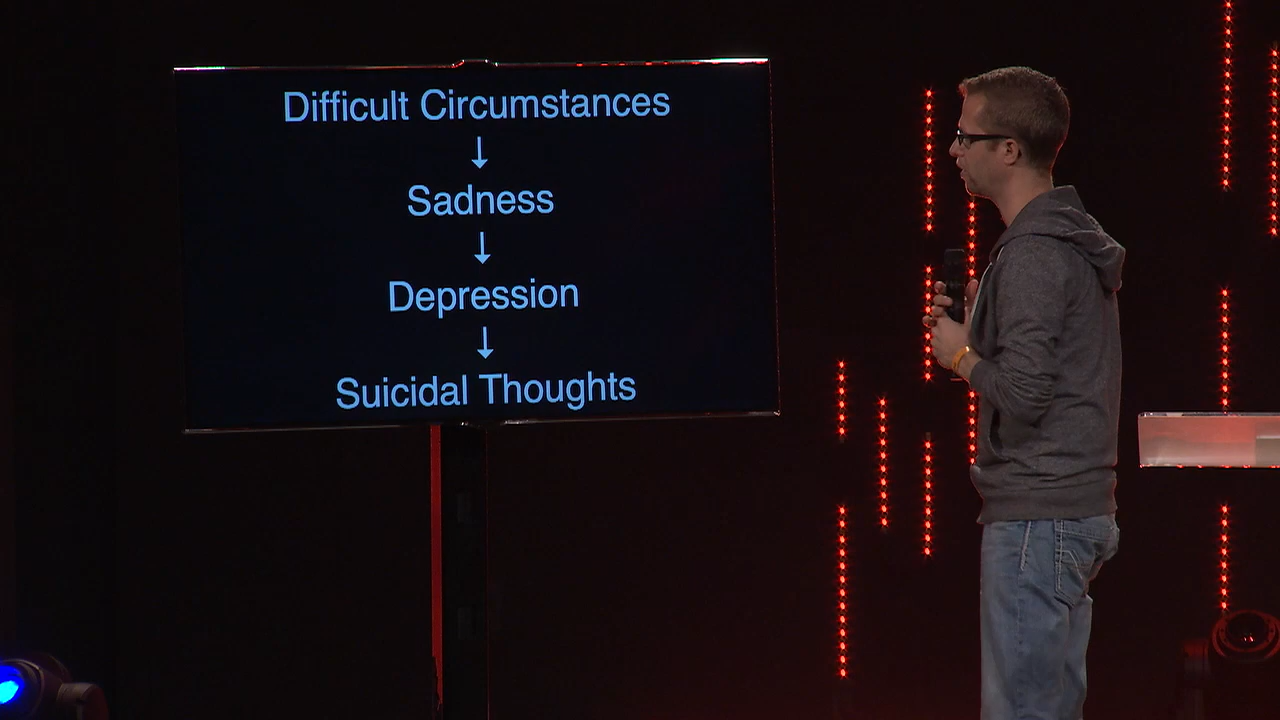 Difficult Circumstances
↓
Sadness
↓
Depression
↓
Suicidal Thoughts